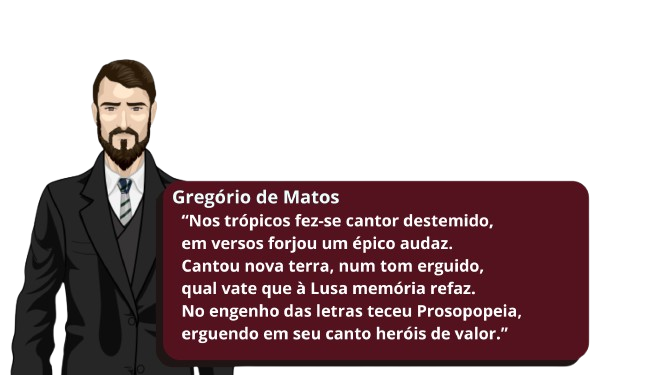 Gregório de Matos
“Nos trópicos fez-se cantor destemido,
em versos forjou um épico audaz.
Cantou nova terra, num tom erguido,
qual vate que à Lusa memória refaz.
No engenho das letras teceu Prosopopeia,
erguendo em seu canto heróis de valor.”